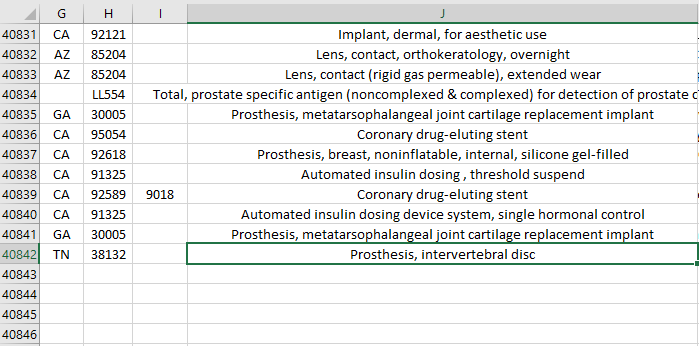 G H I J
40831 CA 92121 Implant, dermal, for aesthetic use
40832 AZ 85204 Lens, contact, orthokeratology, overnight
40833 AZ 85204 Lens, contact (rigid gas permeable), extended wear
40834 LL554 Total, prostate specific antigen (noncomplexed & complexed) for detection of prostate c
40835 GA 30005 Prosthesis, metatarsophalangeal joint cartilage replacement implant
40836 CA 95054 Coronary drug-eluting stent
40837 CA 92618 Prosthesis, breast, noninflatable, internal, silicone gel-filled
40838 CA 91325 Automated insulin dosing , threshold suspend
40839 CA 92589 9018 Coronary drug-eluting stent
40840 CA 91325 Automated insulin dosing device system, single hormonal control
40841 GA 30005 Prosthesis, metatarsophalangeal joint cartilage replacement implant
40842 TN 38132 Prosthesis, intervertebral disc
40843
40844
40845
40846